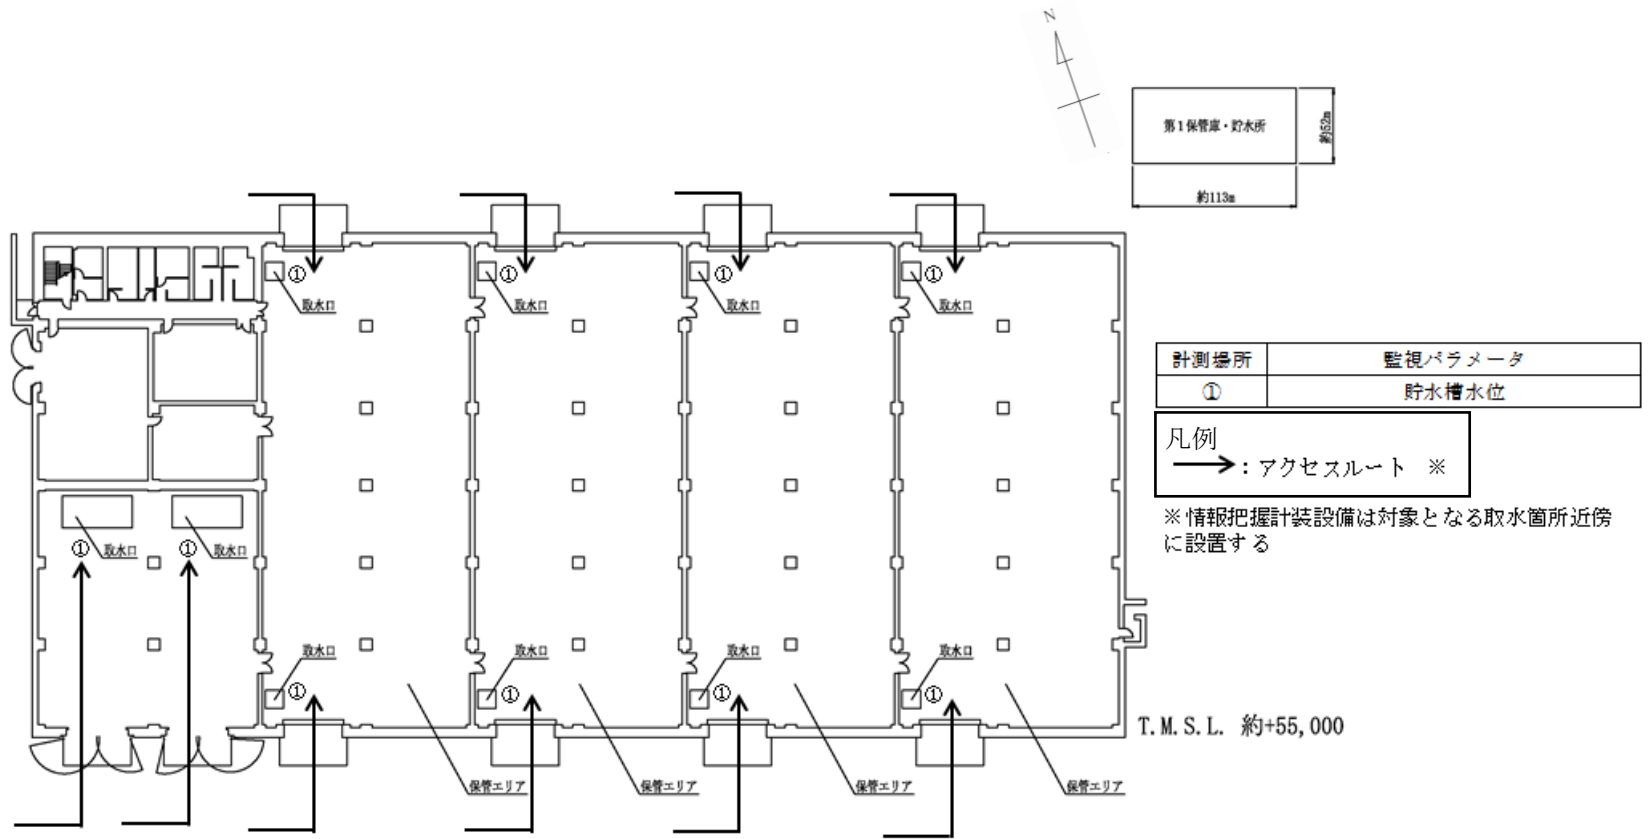 N
第1保管庫・貯水所
約52m
約113m
① ① ① ①
取水口 取水口 取水口 取水口
計測場所 監視パラメータ
① 貯水槽水位
凡例
：アクセスルート ※
※情報把握計装設備は対象となる取水箇所近傍
に設置する
① 取水口 ① 取水口
取水口 取水口 取水口 取水口
① ① ① ①
T.M.S.L. 約+55,000
保管エリア 保管エリア 保管エリア 保管エリア